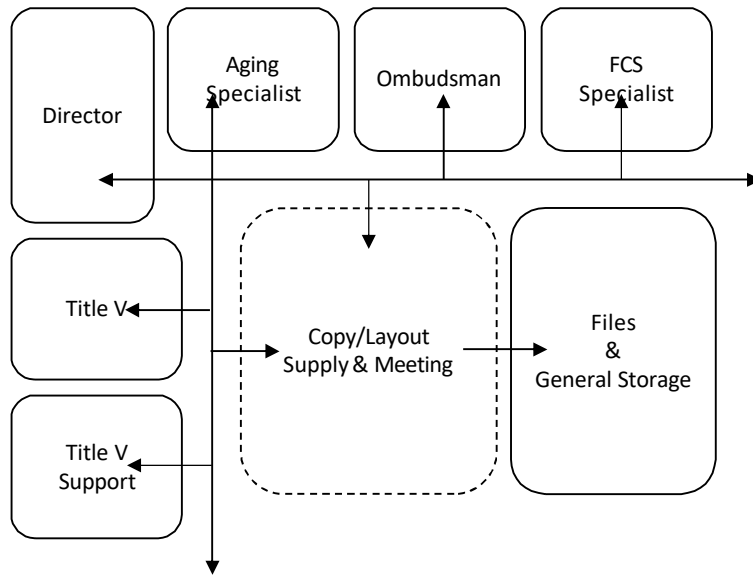 Director
Aging
Specialist
Ombudsman
FCS
Specialist
Title V
Copy/Layout
Supply & Meeting
Files
&
General Storage
Title V
Support